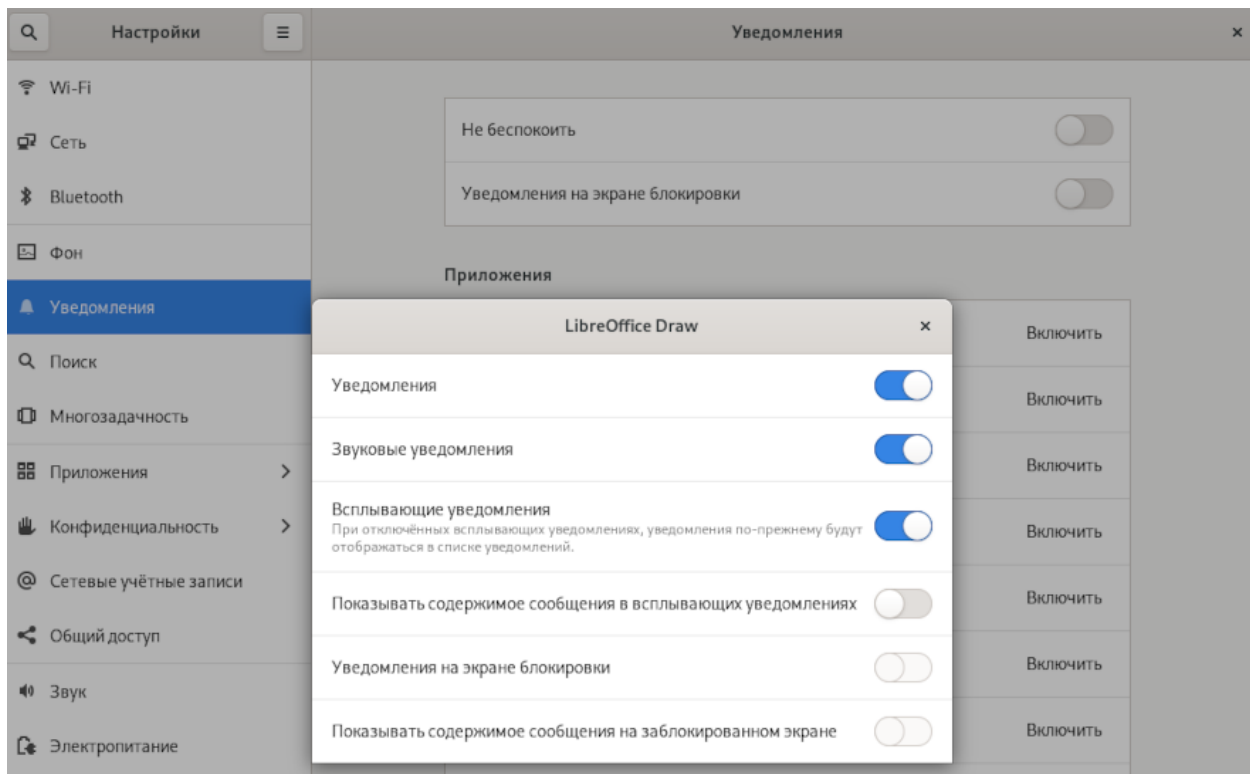 Настройки
Уведомления
Wi-Fi
Сеть
Bluetooth
Фон
Уведомления
Поиск
Многозадачность
Приложения
Конфиденциальность
Сетевые учётные записи
Общий доступ
Звук
Электропитание
Не беспокоить
Уведомления на экране блокировки
Приложения
Включить
Включить
Включить
Включить
Включить
Включить
Включить
LibreOffice Draw
Уведомления
Звуковые уведомления
Всплывающие уведомления
При отключённых всплывающих уведомлениях, уведомления по-прежнему будут
отображаться в списке уведомлений.
Показывать содержимое сообщения в всплывающих уведомлениях
Уведомления на экране блокировки
Показывать содержимое сообщения на заблокированном экране